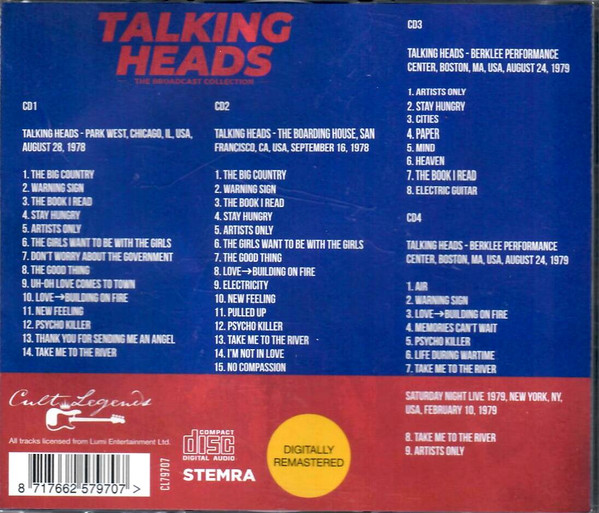 TALKING
HEADS
THE BROADCAST COLLECTION
CD1
TALKING HEADS - PARK WEST, CHICAGO, IL, USA,
AUGUST 28, 1978
1. THE BIG COUNTRY
2. WARNING SIGN
3. THE BOOK I READ
4. STAY HUNGRY
5. ARTISTS ONLY
6. THE GIRLS WANT TO BE WITH THE GIRLS
7. DON'T WORRY ABOUT THE GOVERNMENT
8. THE GOOD THING
9. UH-OH LOVE COMES TO TOWN
10. LOVE→BUILDING ON FIRE
11. NEW FEELING
12. PSYCHO KILLER
13. THANK YOU FOR SENDING ME AN ANGEL
14. TAKE ME TO THE RIVER
CD2
TALKING HEADS - THE BOARDING HOUSE, SAN
FRANCISCO, CA, USA, SEPTEMBER 16, 1978
1. THE BIG COUNTRY
2. WARNING SIGN
3. THE BOOK I READ
4. STAY HUNGRY
5. ARTISTS ONLY
6. THE GIRLS WANT TO BE WITH THE GIRLS
7. THE GOOD THING
8. LOVE→BUILDING ON FIRE
9. ELECTRICITY
10. NEW FEELING
11. PULLED UP
12. PSYCHO KILLER
13. TAKE ME TO THE RIVER
14. I'M NOT IN LOVE
15. NO COMPASSION
CD3
TALKING HEADS - BERKLEE PERFORMANCE
CENTER, BOSTON, MA, USA, AUGUST 24, 1979
1. ARTISTS ONLY
2. STAY HUNGRY
3. CITIES
4. PAPER
5. MIND
6. HEAVEN
7. THE BOOK I READ
8. ELECTRIC GUITAR
CD4
TALKING HEADS - BERKLEE PERFORMANCE
CENTER, BOSTON, MA, USA, AUGUST 24, 1979
1. AIR
2. WARNING SIGN
3. LOVE→BUILDING ON FIRE
4. MEMORIES CAN'T WAIT
5. PSYCHO KILLER
6. LIFE DURING WARTIME
7. TAKE ME TO THE RIVER
SATURDAY NIGHT LIVE 1979, NEW YORK, NY,
USA, FEBRUARY 10, 1979
8. TAKE ME TO THE RIVER
9. ARTISTS ONLY
Cult Legends
All tracks licensed from Lumi Entertainment Ltd.
8 717662 579707 >
CL79707
COMPACT
disc
DIGITAL AUDIO
STEMRA
DIGITALLY
REMASTERED